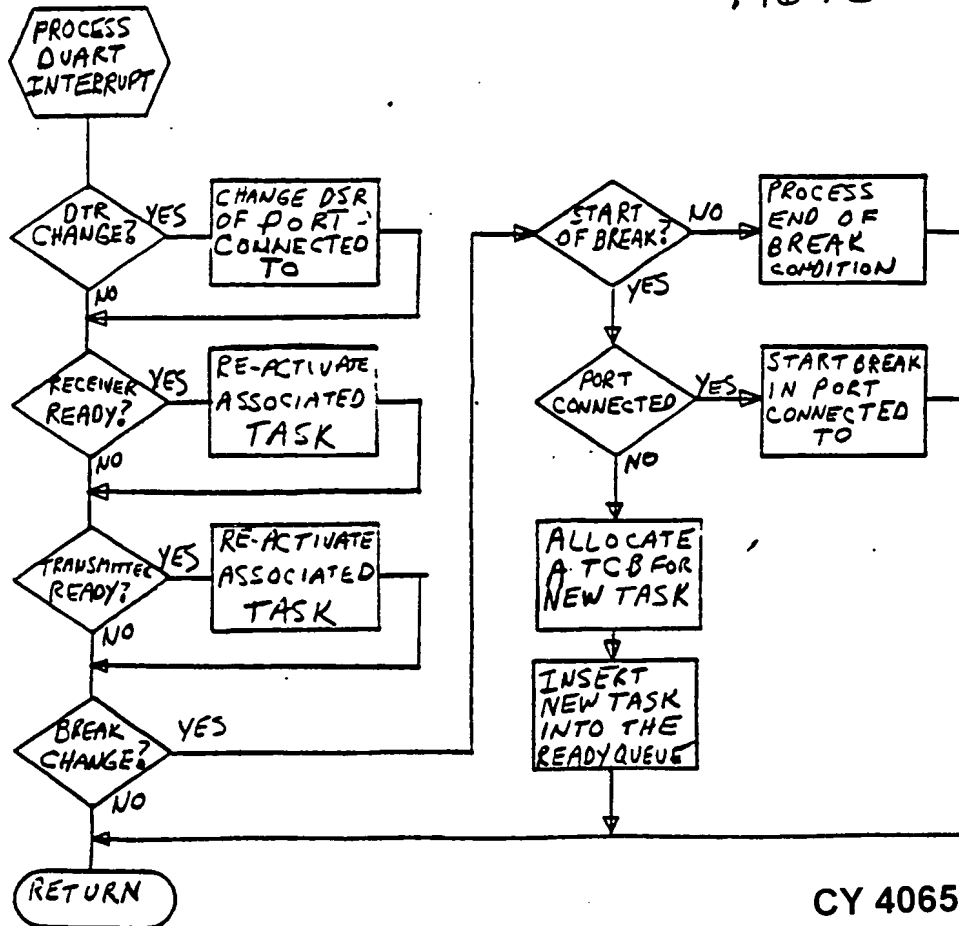 PROCESS
DUART
INTERRUPT
DTR
CHANGE?
YES
NO
CHANGE DSR
OF PORT
CONNECTED
TO
RECEIVER
READY?
YES
NO
RE-ACTIVATE
ASSOCIATED
TASK
TRANSMITTER
READY?
YES
NO
RE-ACTIVATE
ASSOCIATED
TASK
BREAK
CHANGE?
YES
NO
RETURN
START
OF BREAK?
NO
YES
PROCESS
END OF
BREAK
CONDITION
PORT
CONNECTED
YES
NO
START BREAK
IN PORT
CONNECTED
TO
ALLOCATE
A TCB FOR
NEW TASK
INSERT
NEW TASK
INTO THE
READY QUEUE
CY 4065